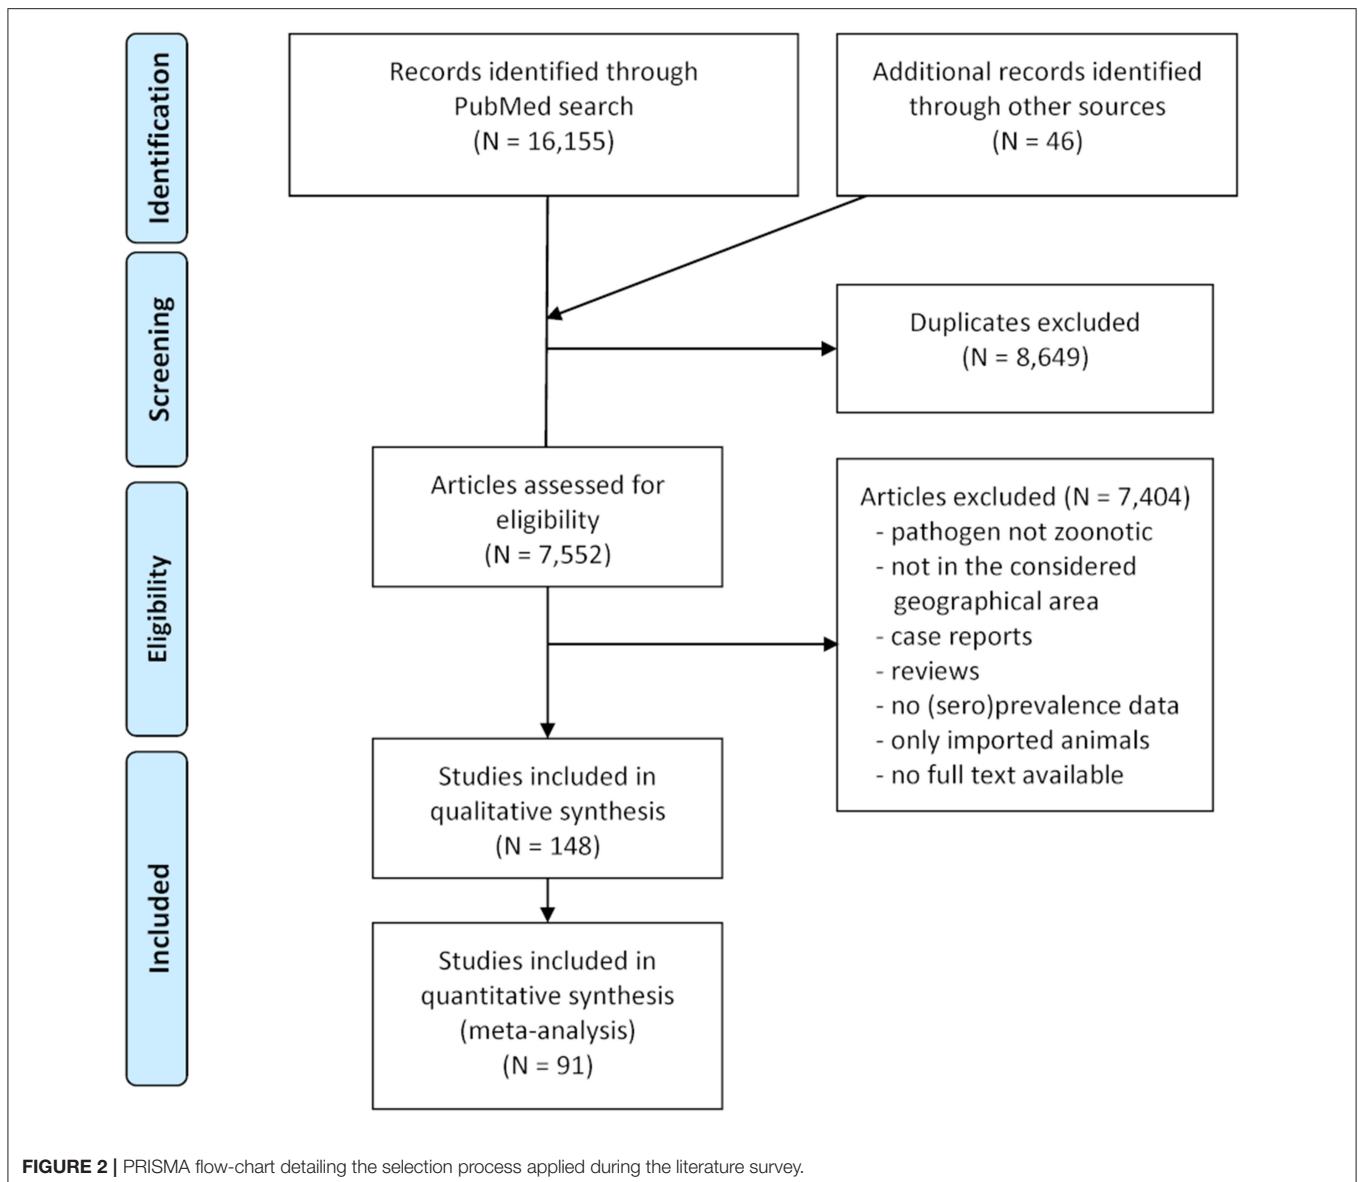 Identification
Records identified through
PubMed search
(N = 16,155)
Additional records identified
through other sources
(N = 46)
Screening
Duplicates excluded
(N = 8,649)
Eligibility
Articles assessed for
eligibility
(N = 7,552)
Articles excluded (N = 7,404)
- pathogen not zoonotic
- not in the considered
geographical area
- case reports
- reviews
- no (sero)prevalence data
- only imported animals
- no full text available
Included
Studies included in
qualitative synthesis
(N = 148)
Studies included in
quantitative synthesis
(meta-analysis)
(N = 91)
FIGURE 2 | PRISMA flow-chart detailing the selection process applied during the literature survey.